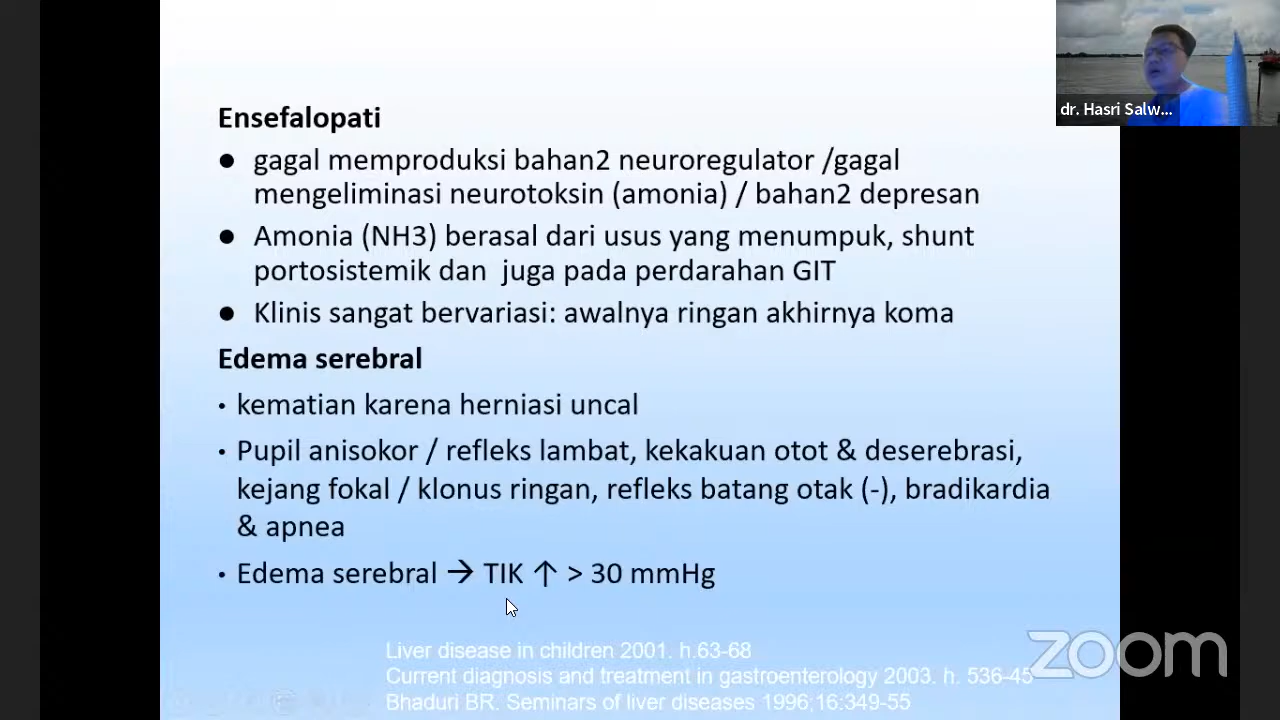 dr. Hasri Salw...
Ensefalopati
● gagal memproduksi bahan2 neuroregulator /gagal
mengeliminasi neurotoksin (amonia) / bahan2 depresan
● Amonia (NH3) berasal dari usus yang menumpuk, shunt
portosistemik dan juga pada perdarahan GIT
● Klinis sangat bervariasi: awalnya ringan akhirnya koma
Edema serebral
• kematian karena herniasi uncal
• Pupil anisokor / refleks lambat, kekakuan otot & deserebrasi,
kejang fokal / klonus ringan, refleks batang otak (-), bradikardia
& apnea
• Edema serebral → TIK ↑ > 30 mmHg
Liver disease in children 2001. h.63-68
Current diagnosis and treatment in gastroenterology 2003. h. 536-45
Bhaduri BR. Seminars of liver diseases 1996;16:349-55
zoom